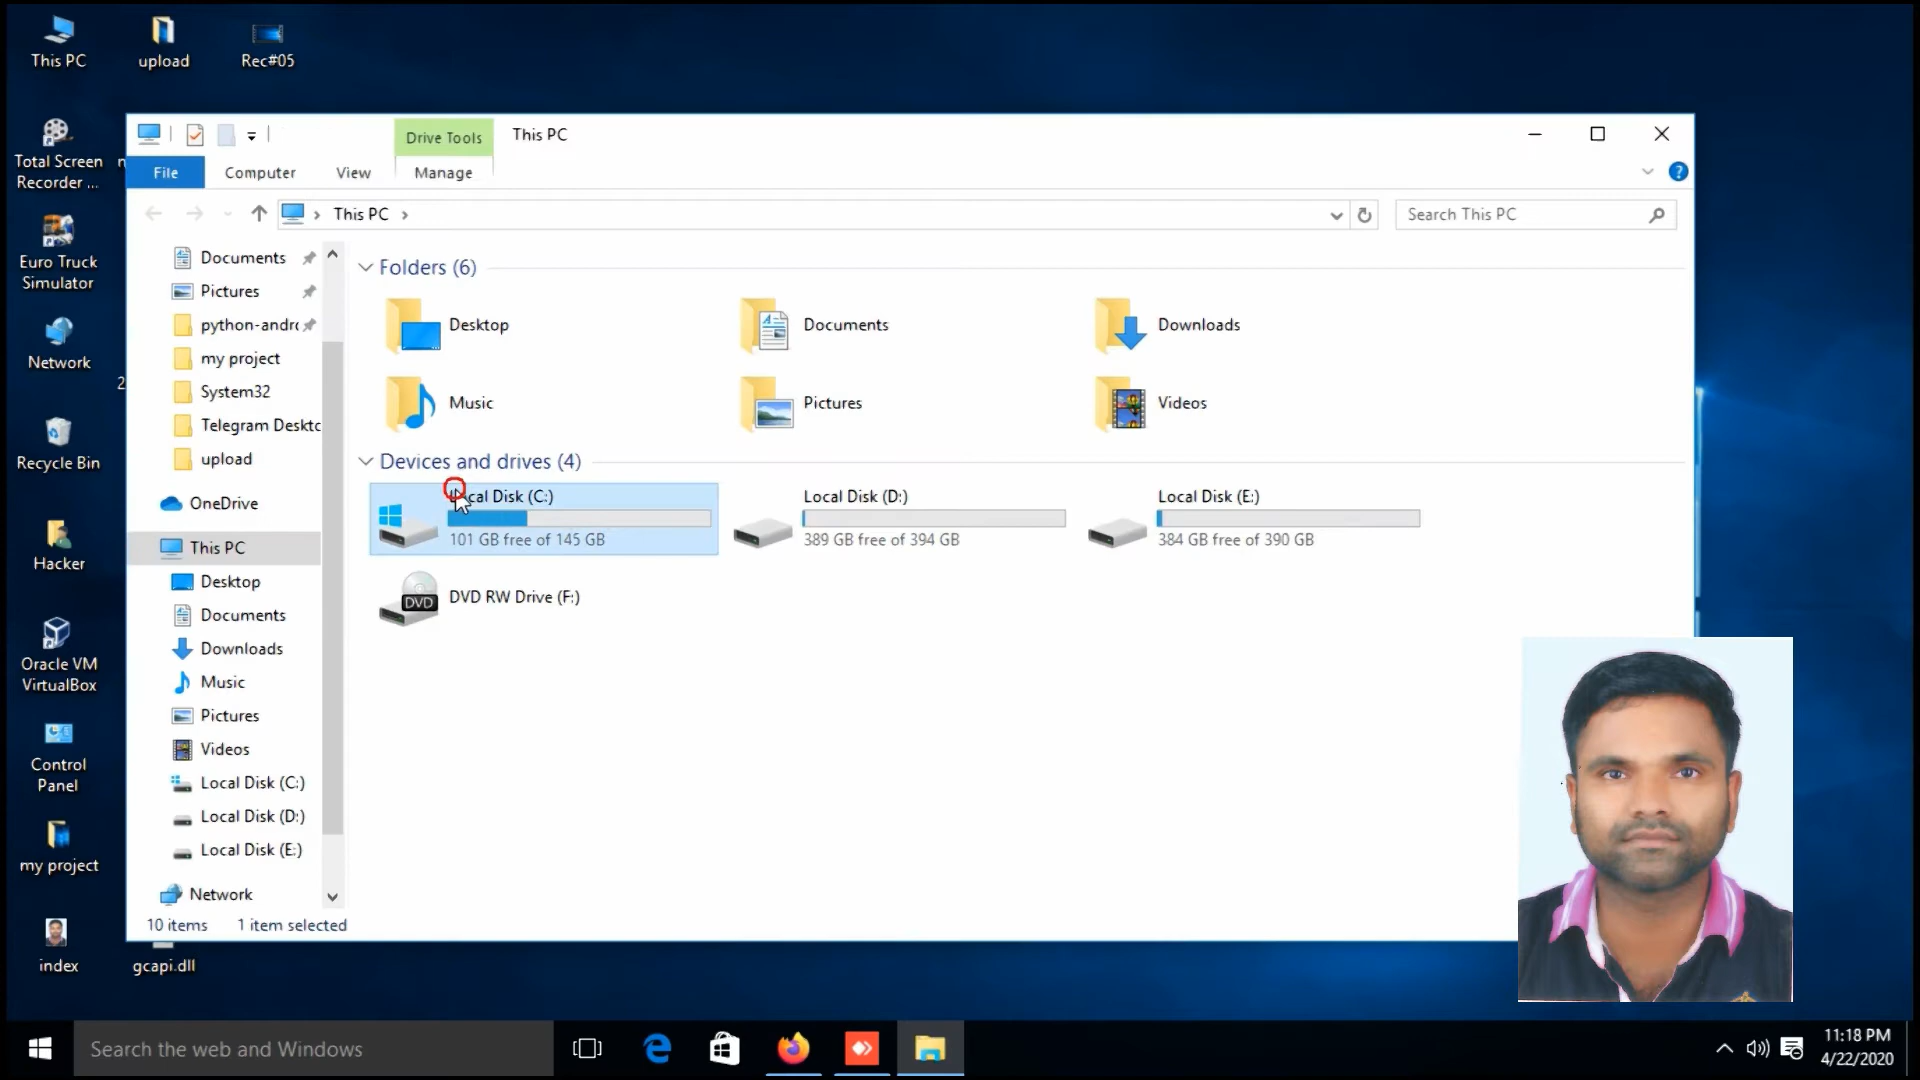 This PC
upload
Rec#05
Total Screen
Recorder ...
Euro Truck
Simulator
Network
2
Recycle Bin
Hacker
Oracle VM
VirtualBox
Control
Panel
my project
index
gcapi.dll
Drive Tools
This PC
File
Computer
View
Manage
?
This PC
Search This PC
Documents
Pictures
python-andr
my project
System32
Telegram Deskt
upload
OneDrive
This PC
Desktop
Documents
Downloads
Music
Pictures
Videos
Local Disk (C:)
Local Disk (D:)
Local Disk (E:)
Network
Folders (6)
Desktop
Documents
Downloads
Music
Pictures
Videos
Devices and drives (4)
cal Disk (C:)
101 GB free of 145 GB
Local Disk (D:)
389 GB free of 394 GB
Local Disk (E:)
384 GB free of 390 GB
DVD
DVD RW Drive (F:)
10 items
1 item selected
Search the web and Windows
11:18 PM
4/22/2020